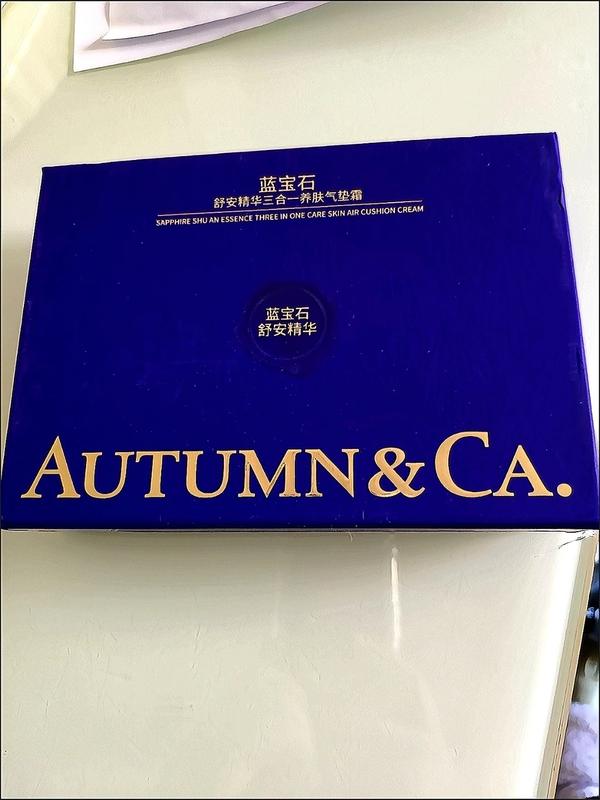 蓝宝石
舒安精华三合一养肤气垫霜
SAPPHIRE SHU AN ESSENCE THREE IN ONE CARE SKIN AIR CUSHION CREAM
蓝宝石
舒安精华
AUTUMN&CA.